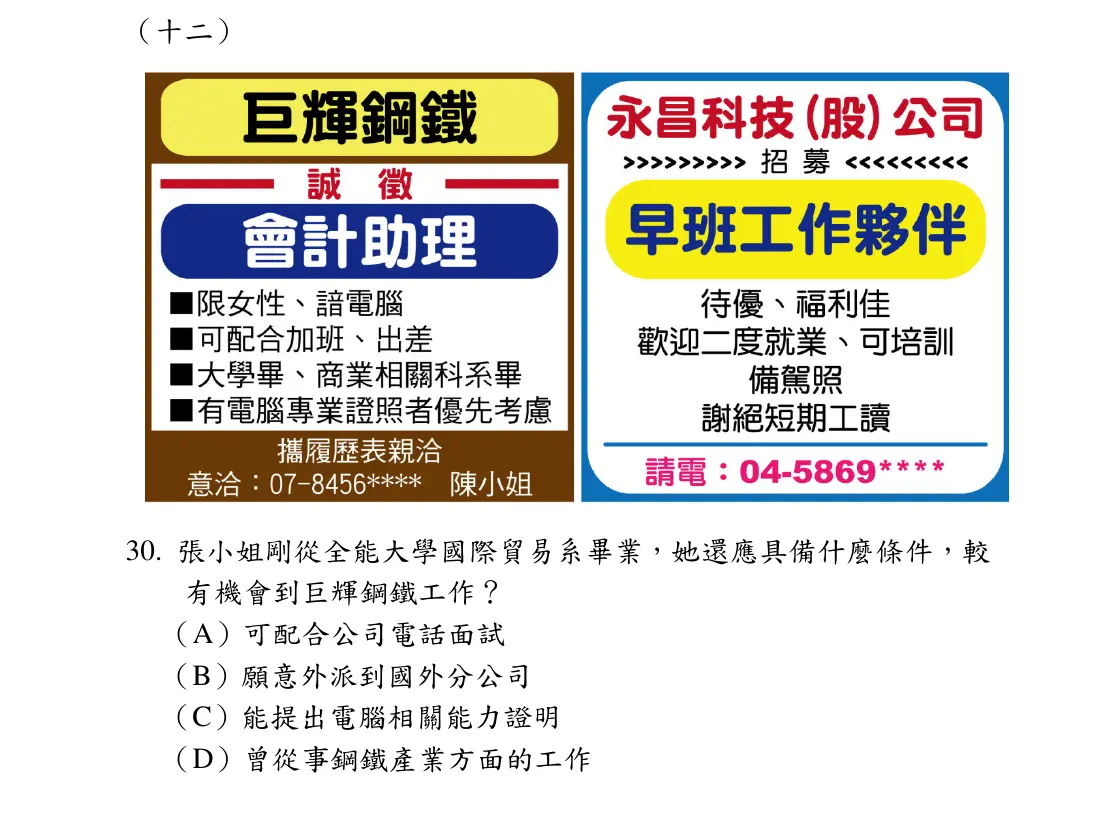 （十二）
巨輝鋼鐵
誠 徵
會計助理
■限女性、諳電腦
■可配合加班、出差
■大學畢、商業相關科系畢
■有電腦專業證照者優先考慮
攜履歷表親洽
意洽：07-8456**** 陳小姐
永昌科技(股)公司
>>>>>>>>> 招 募 <<<<<<<<<
早班工作夥伴
待優、福利佳
歡迎二度就業、可培訓
備駕照
謝絕短期工讀
請電：04-5869****
30. 張小姐剛從全能大學國際貿易系畢業，她還應具備什麼條件，較
有機會到巨輝鋼鐵工作？
（A）可配合公司電話面試
（B）願意外派到國外分公司
（C）能提出電腦相關能力證明
（D）曾從事鋼鐵產業方面的工作